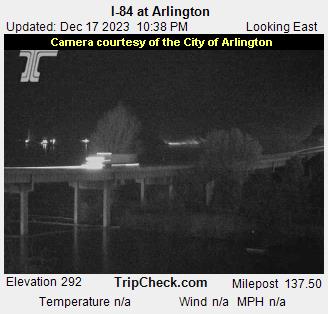 I-84 at Arlington
Updated: Dec 17 2023 10:38 PM Looking East
Camera courtesy of the City of Arlington
Elevation 292 TripCheck.com Milepost 137.50
Temperature n/a Wind n/a MPH n/a